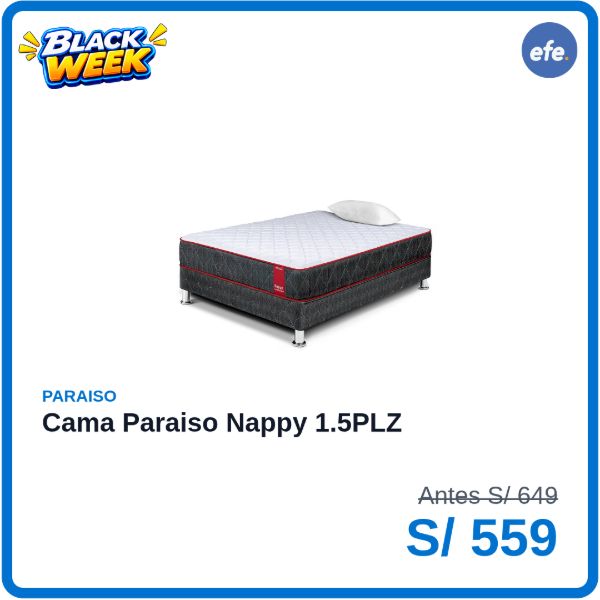 BLACK
WEEK
efe.
PARAISO
Cama Paraiso Nappy 1.5PLZ
Antes S/ 649
S/ 559